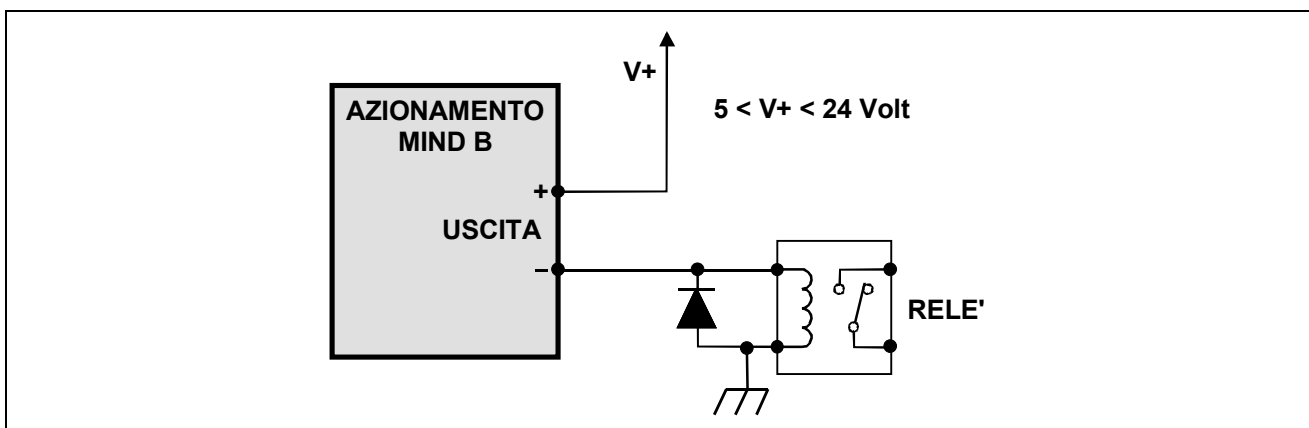 V+
5 < V+ < 24 Volt
AZIONAMENTO
MIND B
+
USCITA
–
RELE'